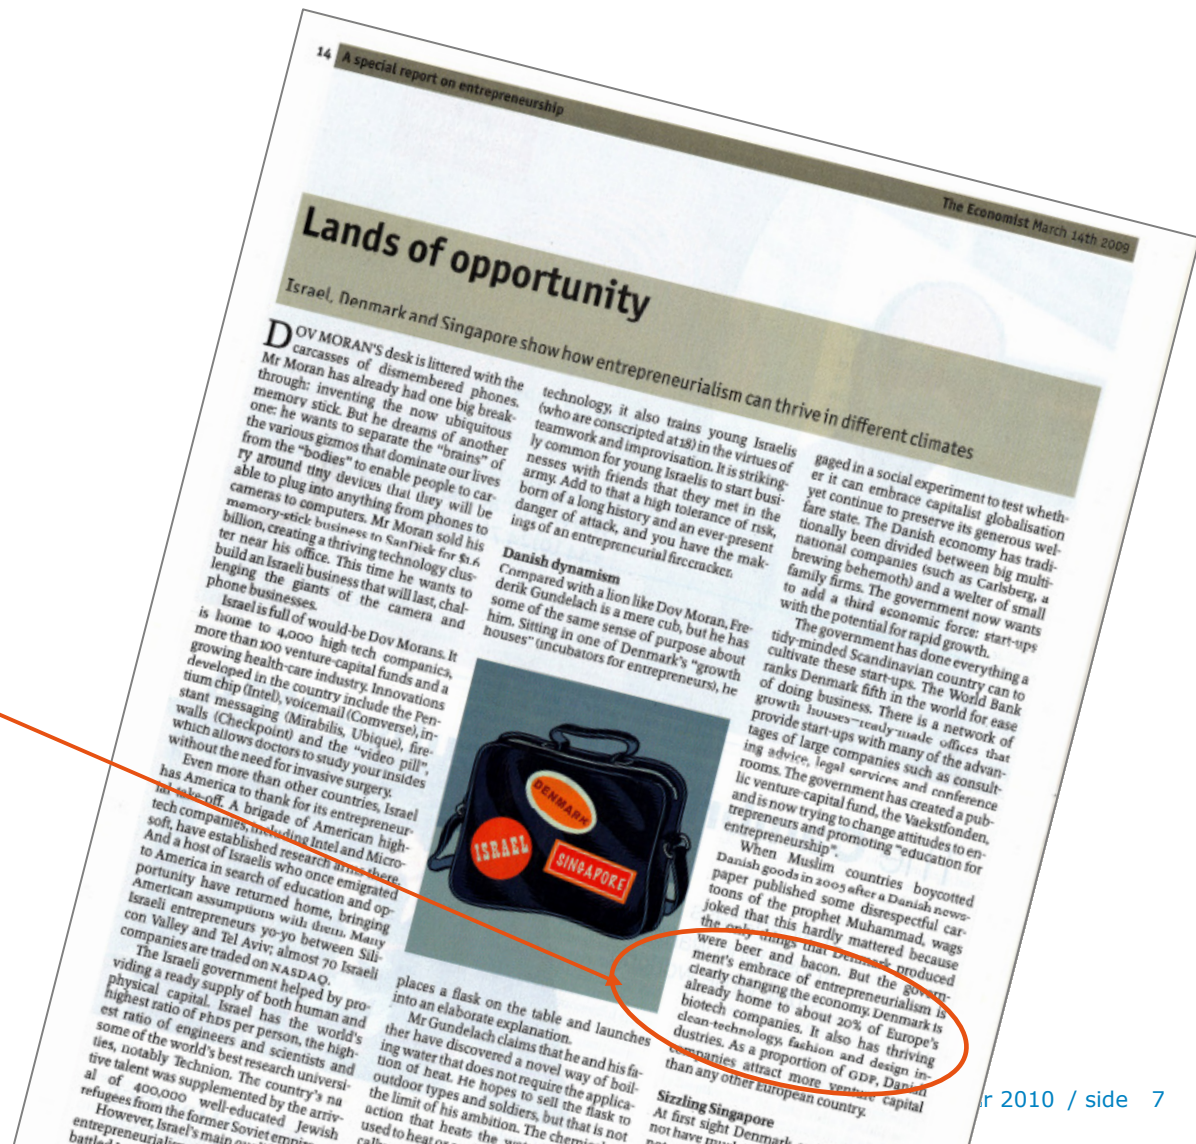 14
A special report on entrepreneurship
The Economist March 14th 2009
Lands of opportunity
Israel, Denmark and Singapore show how entrepreneurialism can thrive in different climates
DOV MORAN'S desk is littered with the
carcasses of dismembered phones.
Mr Moran has already had one big break-
through: inventing the now ubiquitous
memory stick. But he dreams of another
one: he wants to separate the "brains" of
the various gizmos that dominate our lives
from the "bodies" to enable people to car-
ry around tiny devices that they will be
able to plug into anything from phones to
cameras to computers. Mr Moran sold his
memory-stick business to SanDisk for $1.6
billion, creating a thriving technology clus-
ter near his office. This time he wants to
build an Israeli business that will last, chal-
lenging the giants of the camera and
phone businesses.
Israel is full of would-be Dov Morans. It
is home to 4,000 high-tech companies,
more than 100 venture-capital funds and a
growing health-care industry. Innovations
developed in the country include the Pen-
tium chip (Intel), voicemail (Comverse), in-
stant messaging (Mirabilis, Ubique), fire-
walls (Checkpoint) and the "video pill",
which allows doctors to study your insides
without the need for invasive surgery.
Even more than other countries, Israel
has America to thank for its entrepreneur-
ial take-off. A brigade of American high-
tech companies, including Intel and Micro-
soft, have established research arms there.
And a host of Israelis who once emigrated
to America in search of education and op-
portunity have returned home, bringing
American assumptions with them. Many
Israeli entrepreneurs yo-yo between Sili-
con Valley and Tel Aviv; almost 70 Israeli
companies are traded on NASDAQ.
The Israeli government helped by pro-
viding a ready supply of both human and
physical capital. Israel has the world's
highest ratio of PhDs per person, the high-
est ratio of engineers and scientists and
some of the world's best research universi-
ties, notably Technion. The country's na
tive talent was supplemented by the arriv-
al of 400,000 well-educated Jewish
refugees from the former Soviet empire.
However, Israel's main
entrepreneurialism
battled
technology, it also trains young Israelis
(who are conscripted at 18) in the virtues of
teamwork and improvisation. It is striking-
ly common for young Israelis to start busi-
nesses with friends that they met in the
army. Add to that a high tolerance of risk,
born of a long history and an ever-present
danger of attack, and you have the mak-
ings of an entrepreneurial firecracker.
Danish dynamism
Compared with a lion like Dov Moran, Fre-
derik Gundelach is a mere cub, but he has
some of the same sense of purpose about
him. Sitting in one of Denmark's "growth
houses" (incubators for entrepreneurs), he
DENMARK
ISRAEL
SINGAPORE
places a flask on the table and launches
into an elaborate explanation.
Mr Gundelach claims that he and his fa-
ther have discovered a novel way of boil-
ing water that does not require the applica-
tion of heat. He hopes to sell the flask to
outdoor types and soldiers, but that is not
the limit of his ambition. The chemical
action that heats the
used to heat or
gaged in a social experiment to test wheth-
er it can embrace capitalist globalisation
yet continue to preserve its generous wel-
fare state. The Danish economy has tradi-
tionally been divided between big multi-
national companies (such as Carlsberg, a
brewing behemoth) and a welter of small
family firms. The government now wants
to add a third economic force: start-ups
with the potential for rapid growth.
The government has done everything a
tidy-minded Scandinavian country can to
cultivate these start-ups. The World Bank
ranks Denmark fifth in the world for ease
of doing business. There is a network of
growth houses—ready-made offices that
provide start-ups with many of the advan-
tages of large companies such as consult-
ing advice, legal services and conference
rooms. The government has created a pub-
lic venture-capital fund, the Vaekstfonden,
and is now trying to change attitudes to en-
trepreneurs and promoting "education for
entrepreneurship".
When Muslim countries boycotted
Danish goods in 2005 after a Danish news-
paper published some disrespectful car-
toons of the prophet Muhammad, wags
joked that this hardly mattered because
the only things that Denmark produced
were beer and bacon. But the govern-
ment's embrace of entrepreneurialism is
clearly changing the economy. Denmark is
already home to about 20% of Europe's
biotech companies. It also has thriving
clean-technology, fashion and design in-
dustries. As a proportion of GDP, Danish
companies attract more venture capital
than any other European country.
Sizzling Singapore
At first sight Denmark
not have
r 2010 / side 7